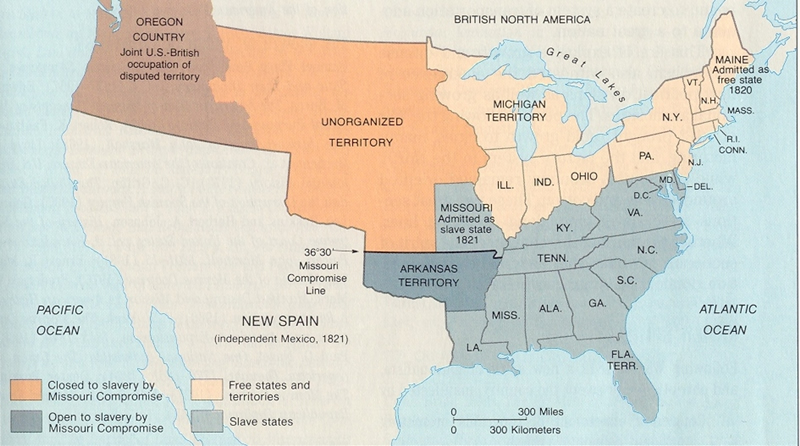 OREGON
COUNTRY
Joint U.S.-British
occupation of
disputed territory
BRITISH NORTH AMERICA
Great Lakes
MAINE
Admitted as
free state
1820
VT.
N.H.
MASS.
N.Y.
R.I.
CONN.
UNORGANIZED
TERRITORY
MICHIGAN
TERRITORY
PA.
N.J.
ILL.
IND.
OHIO
MD.
DEL.
D.C.
MISSOURI
Admitted as
slave state
1821
VA.
KY.
36°30'
Missouri
Compromise
Line
ARKANSAS
TERRITORY
TENN.
N.C.
S.C.
MISS.
ALA.
GA.
PACIFIC
OCEAN
NEW SPAIN
(independent Mexico, 1821)
ATLANTIC
OCEAN
LA.
FLA.
TERR.
Closed to slavery by
Missouri Compromise
Free states and
territories
Open to slavery by
Missouri Compromise
Slave states
0 300 Miles
0 300 Kilometers